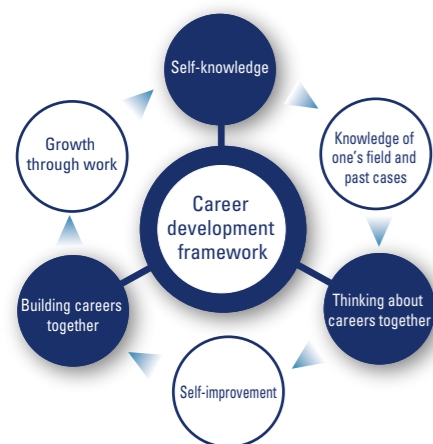 Self-knowledge
Knowledge of
one's field and
past cases
Growth
through work
Career
development
framework
Thinking about
careers together
Building careers
together
Self-improvement